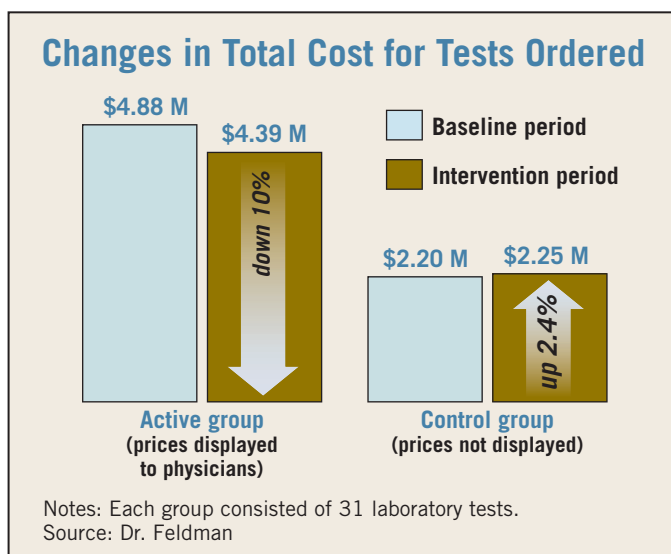 Changes in Total Cost for Tests Ordered
$4.88 M
$4.39 M
Baseline period
Intervention period
down 10%
$2.20 M
$2.25 M
up 2.4%
Active group
(prices displayed
to physicians)
Control group
(prices not displayed)
Notes: Each group consisted of 31 laboratory tests.
Source: Dr. Feldman